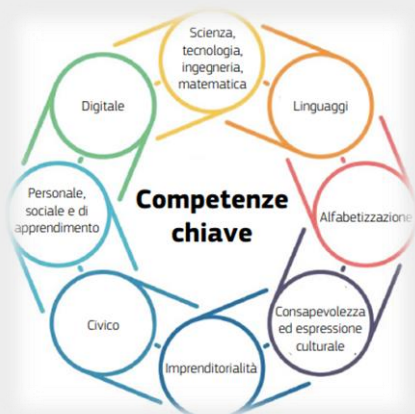 Competenze
chiave
Scienza,
tecnologia,
ingegneria,
matematica
Linguaggi
Alfabetizzazione
Consapevolezza
ed espressione
culturale
Imprenditorialità
Civico
Personale,
sociale e di
apprendimento
Digitale